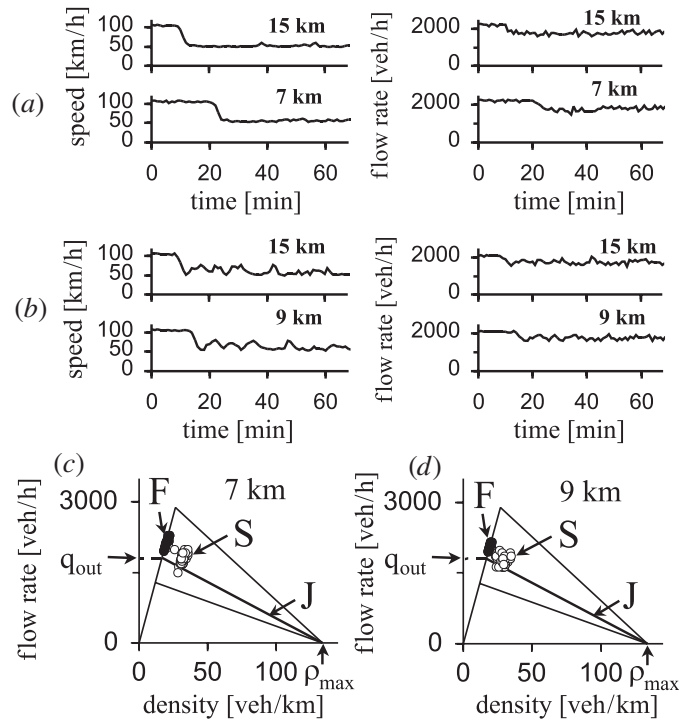 (a)
speed [km/h]
100
50
0
15 km
100
50
0
7 km
0 20 40 60
time [min]
flow rate [veh/h]
2000
0
15 km
2000
0
7 km
0 20 40 60
time [min]
(b)
speed [km/h]
100
50
0
15 km
100
50
0
9 km
0 20 40 60
time [min]
flow rate [veh/h]
2000
0
15 km
2000
0
9 km
0 20 40 60
time [min]
(c)
flow rate [veh/h]
3000
0
q_out
F
7 km
S
J
0 50 100
ρ_max
density [veh/km]
(d)
flow rate [veh/h]
3000
0
q_out
F
9 km
S
J
0 50 100
ρ_max
density [veh/km]